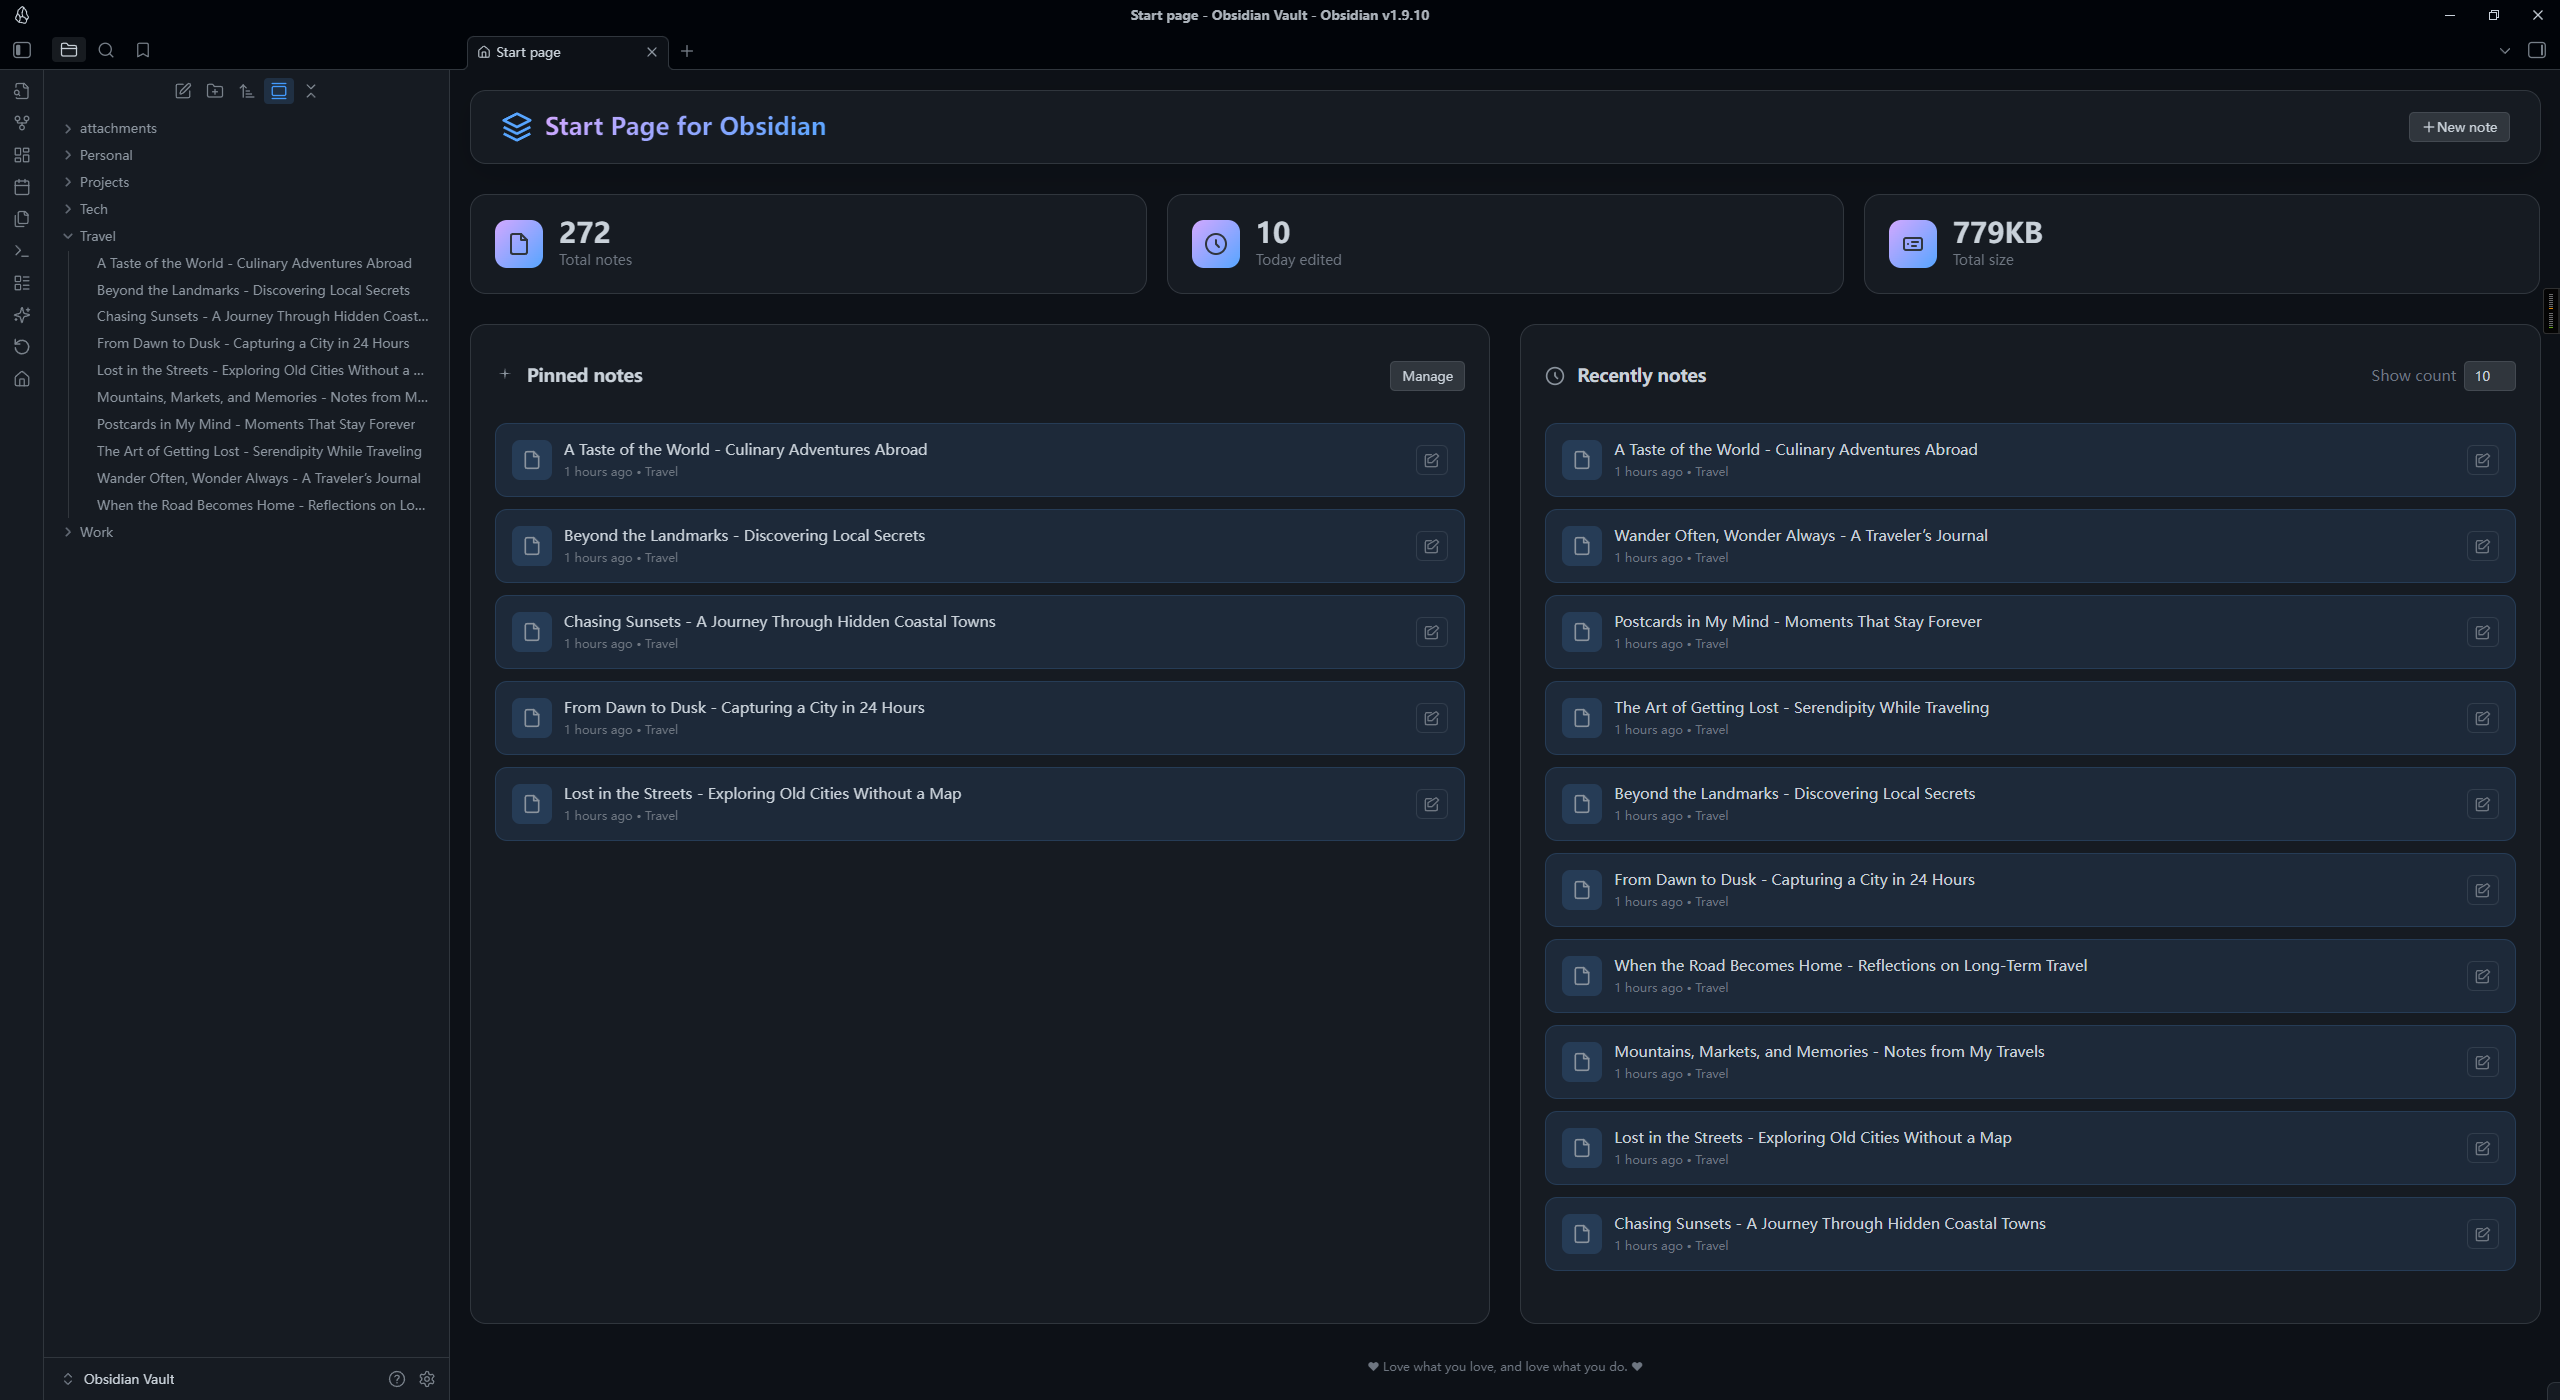 Start page - Obsidian Vault - Obsidian v1.9.10
Start page
attachments
Personal
Projects
Tech
Travel
A Taste of the World - Culinary Adventures Abroad
Beyond the Landmarks - Discovering Local Secrets
Chasing Sunsets - A Journey Through Hidden Coast...
From Dawn to Dusk - Capturing a City in 24 Hours
Lost in the Streets - Exploring Old Cities Without a ...
Mountains, Markets, and Memories - Notes from M...
Postcards in My Mind - Moments That Stay Forever
The Art of Getting Lost - Serendipity While Traveling
Wander Often, Wonder Always - A Traveler’s Journal
When the Road Becomes Home - Reflections on Lo...
Work
Obsidian Vault
Start Page for Obsidian
New note
272
Total notes
10
Today edited
779KB
Total size
Pinned notes
Manage
A Taste of the World - Culinary Adventures Abroad
1 hours ago • Travel
Beyond the Landmarks - Discovering Local Secrets
1 hours ago • Travel
Chasing Sunsets - A Journey Through Hidden Coastal Towns
1 hours ago • Travel
From Dawn to Dusk - Capturing a City in 24 Hours
1 hours ago • Travel
Lost in the Streets - Exploring Old Cities Without a Map
1 hours ago • Travel
Recently notes
Show count 10
A Taste of the World - Culinary Adventures Abroad
1 hours ago • Travel
Wander Often, Wonder Always - A Traveler’s Journal
1 hours ago • Travel
Postcards in My Mind - Moments That Stay Forever
1 hours ago • Travel
The Art of Getting Lost - Serendipity While Traveling
1 hours ago • Travel
Beyond the Landmarks - Discovering Local Secrets
1 hours ago • Travel
From Dawn to Dusk - Capturing a City in 24 Hours
1 hours ago • Travel
When the Road Becomes Home - Reflections on Long-Term Travel
1 hours ago • Travel
Mountains, Markets, and Memories - Notes from My Travels
1 hours ago • Travel
Lost in the Streets - Exploring Old Cities Without a Map
1 hours ago • Travel
Chasing Sunsets - A Journey Through Hidden Coastal Towns
1 hours ago • Travel
♥ Love what you love, and love what you do. ♥